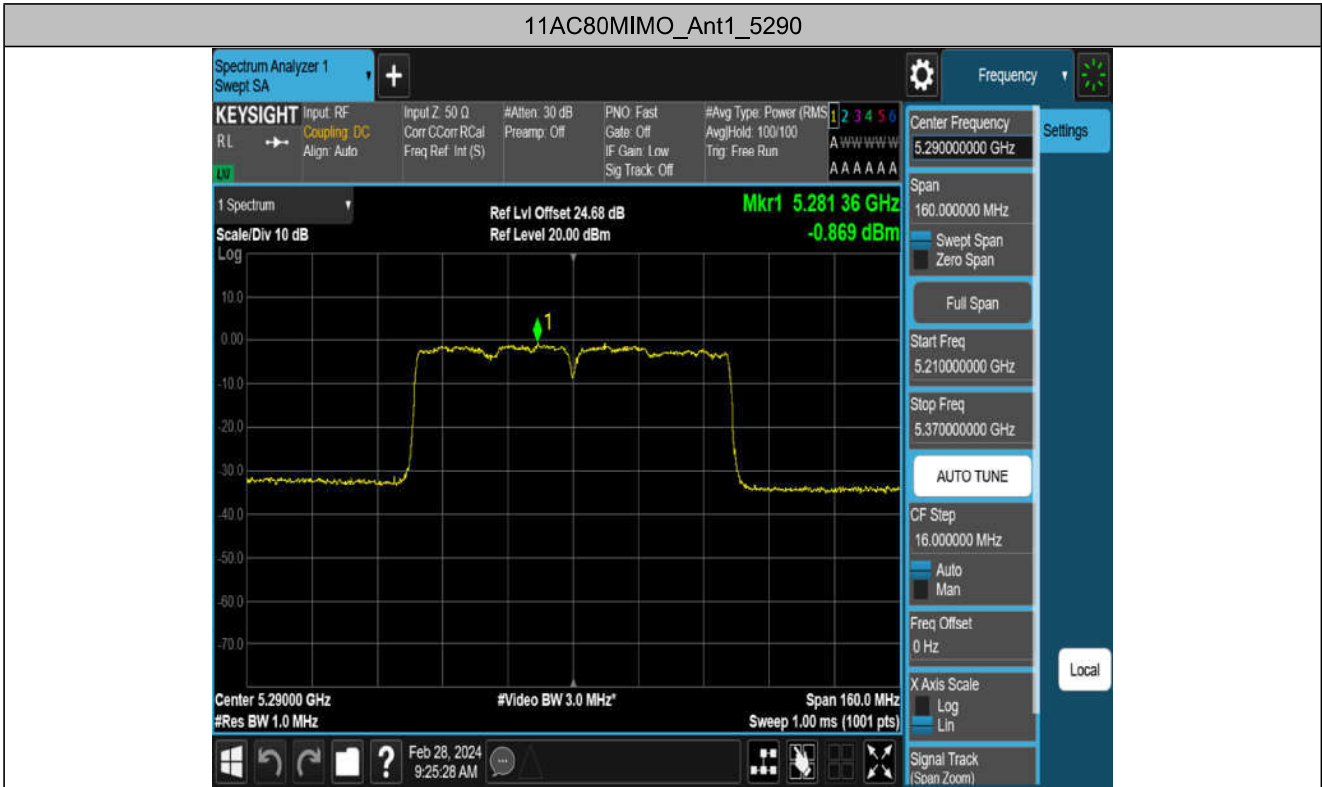 11AC80MIMO_Ant1_5290
Spectrum Analyzer 1
Swept SA
+
Frequency
KEYSIGHT
RL
LXI
Input: RF
Coupling: DC
Align: Auto
Input Z: 50 Ω
Corr CCorr RCal
Freq Ref: Int (S)
#Atten: 30 dB
Preamp: Off
PNO: Fast
Gate: Off
IF Gain: Low
Sig Track: Off
#Avg Type: Power (RMS
Avg|Hold: 100/100
Trig: Free Run
1 2 3 4 5 6
A W W W W W
A A A A A A
1 Spectrum
Scale/Div 10 dB
Log
Ref Lvl Offset 24.68 dB
Ref Level 20.00 dBm
Mkr1 5.281 36 GHz
-0.869 dBm
1
10.0
0.00
-10.0
-20.0
-30.0
-40.0
-50.0
-60.0
-70.0
Center 5.29000 GHz
#Res BW 1.0 MHz
#Video BW 3.0 MHz*
Span 160.0 MHz
Sweep 1.00 ms (1001 pts)
?
Feb 28, 2024
9:25:28 AM
Center Frequency
5.290000000 GHz
Settings
Span
160.000000 MHz
Swept Span
Zero Span
Full Span
Start Freq
5.210000000 GHz
Stop Freq
5.370000000 GHz
AUTO TUNE
CF Step
16.000000 MHz
Auto
Man
Freq Offset
0 Hz
X Axis Scale
Log
Lin
Local
Signal Track
(Span Zoom)